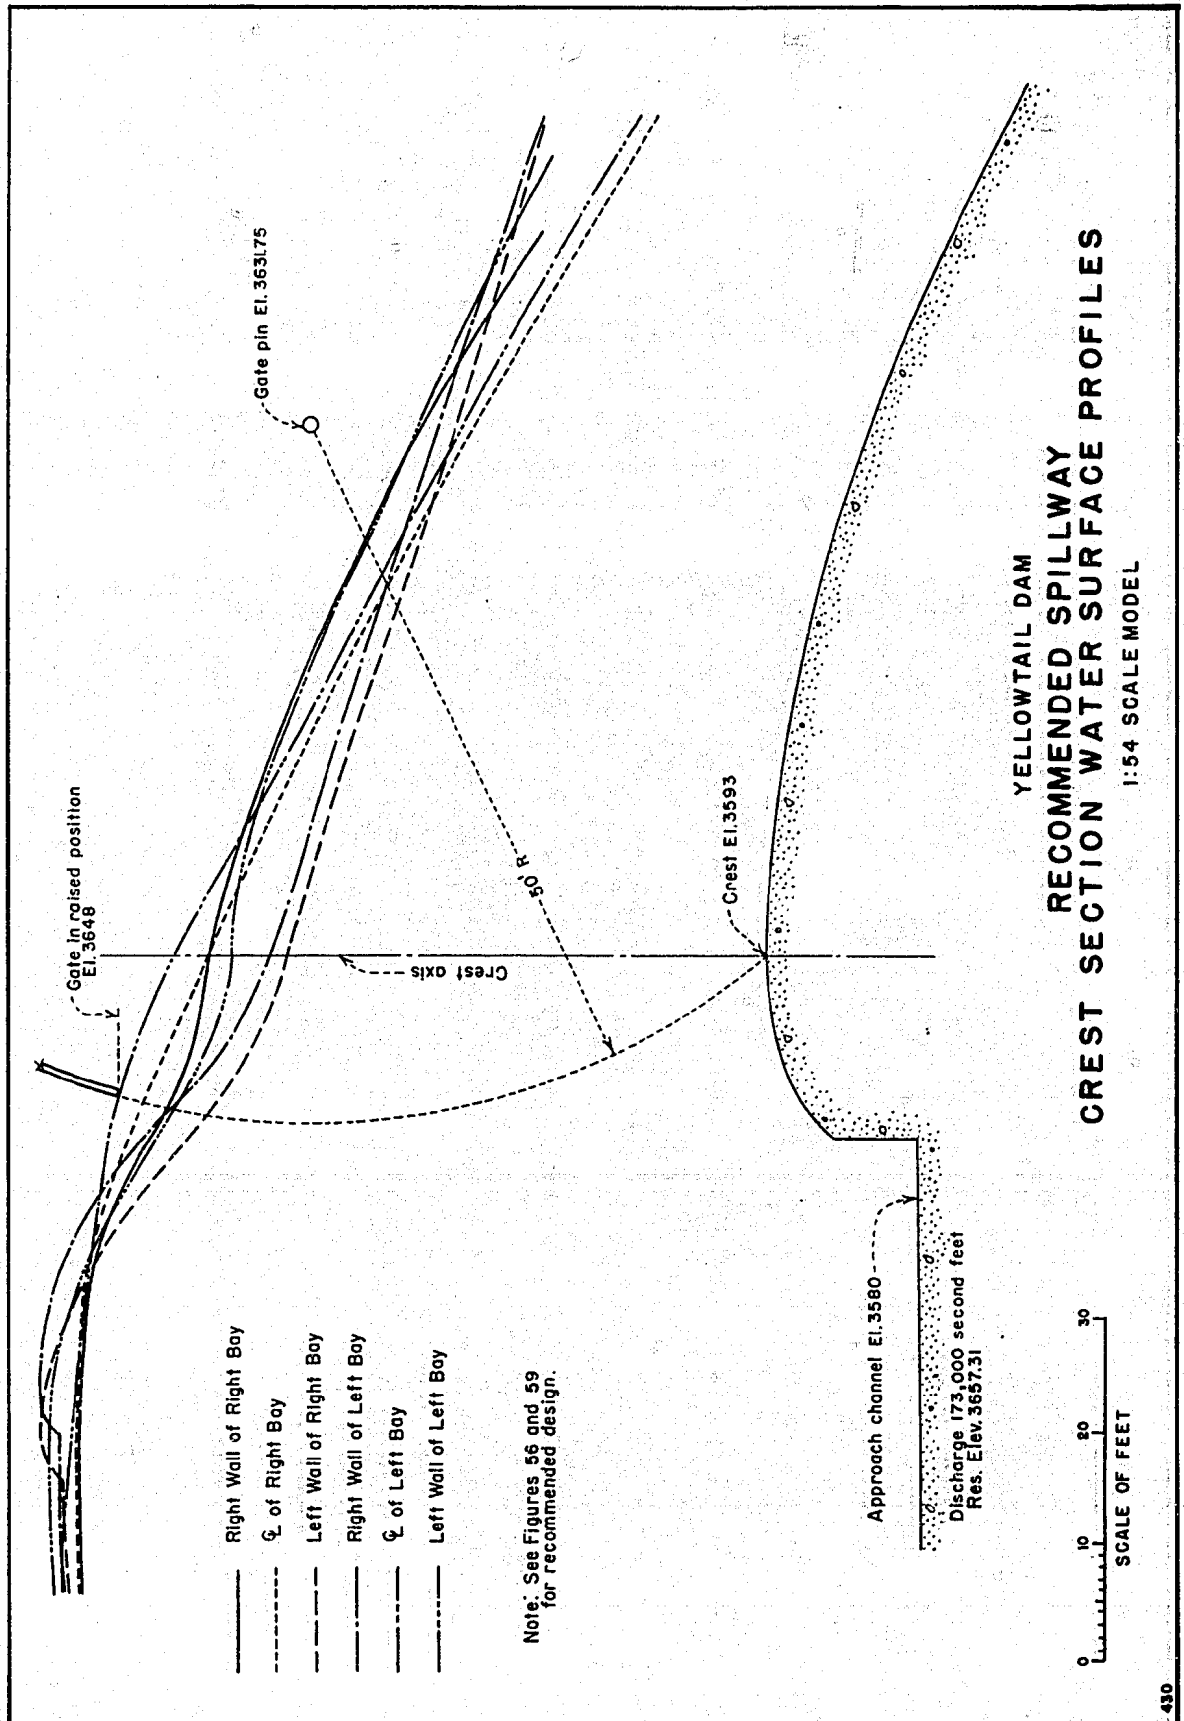 Gate in raised position
El. 3648
Gate pin El. 3631.75
50' R
Crest axis
Crest El. 3593
Right Wall of Right Bay
℄ of Right Bay
Left Wall of Right Bay
Right Wall of Left Bay
℄ of Left Bay
Left Wall of Left Bay
Note: See Figures 56 and 59
for recommended design.
Approach channel El. 3580
Discharge 173,000 second feet
Res. Elev. 3657.31
0 10 20 30
SCALE OF FEET
YELLOWTAIL DAM
RECOMMENDED SPILLWAY
CREST SECTION WATER SURFACE PROFILES
1:54 SCALE MODEL
430